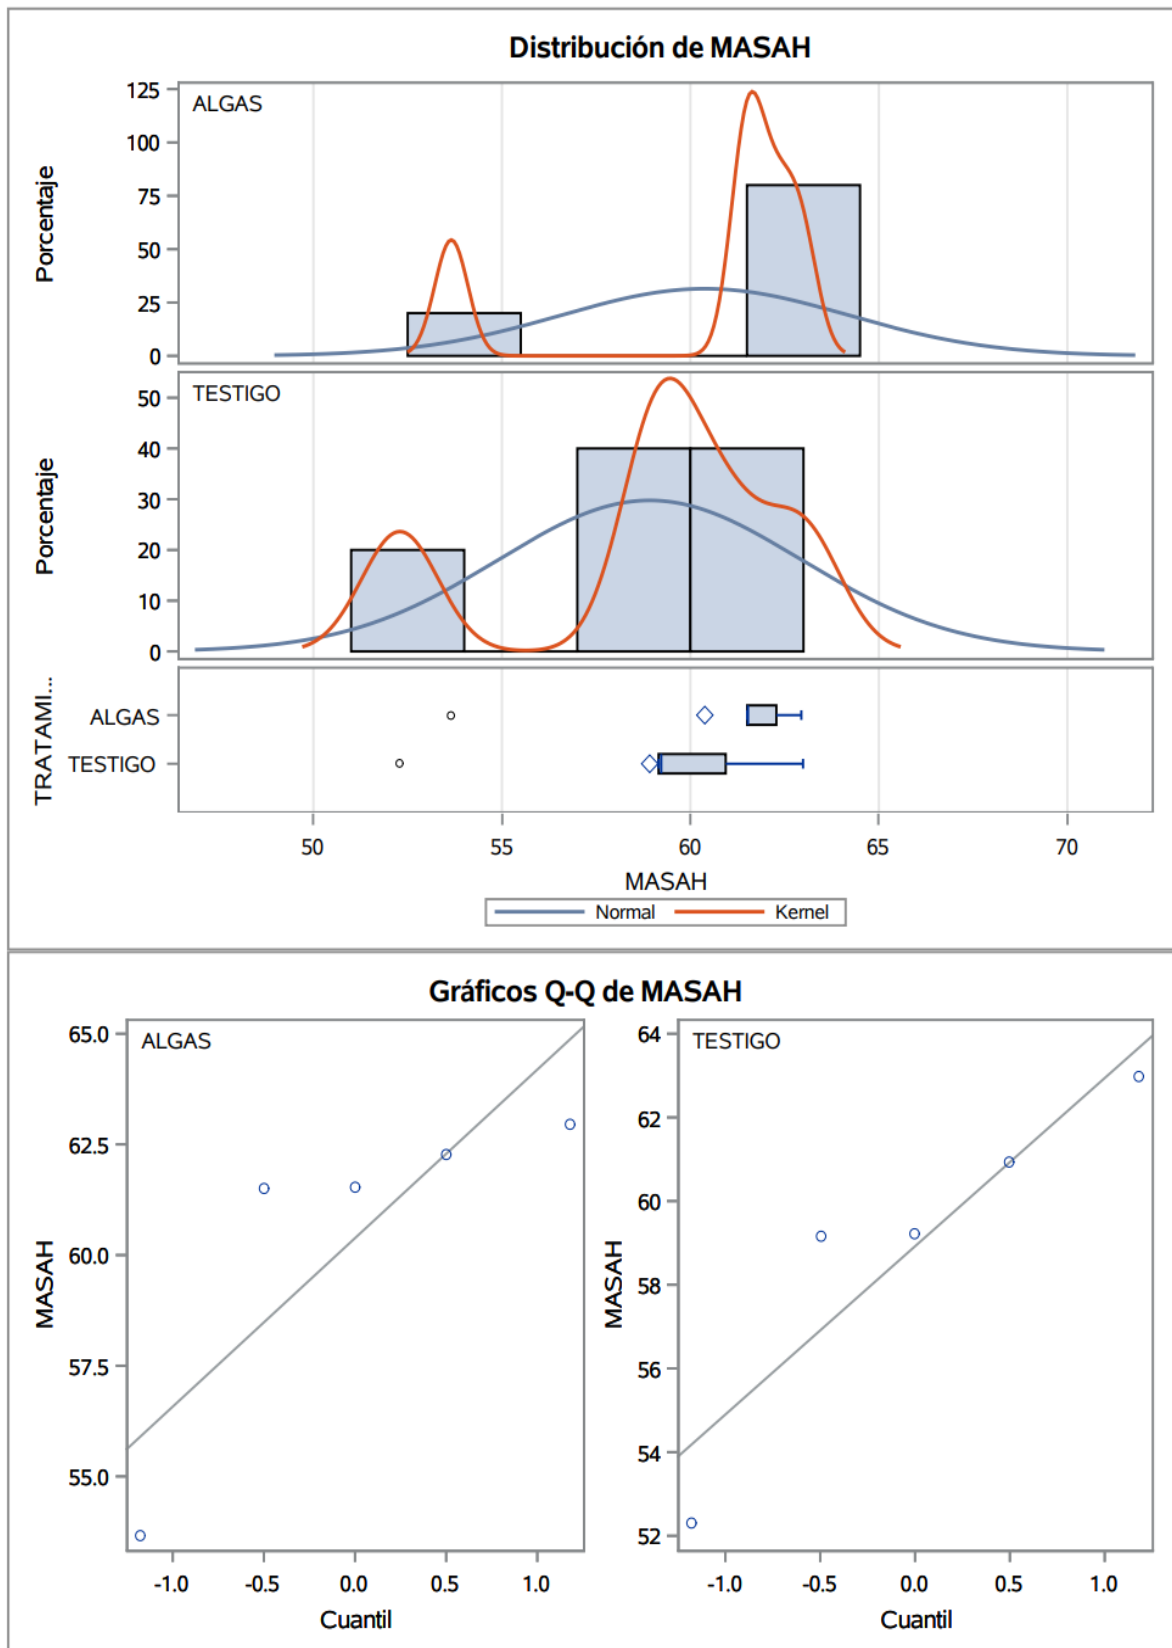 Distribución de MASAH
ALGAS
Porcentaje
125
100
75
50
25
0
TESTIGO
Porcentaje
50
40
30
20
10
0
TRATAMI...
ALGAS
TESTIGO
50 55 60 65 70
MASAH
Normal Kernel
Gráficos Q-Q de MASAH
ALGAS
MASAH
65.0
62.5
60.0
57.5
55.0
-1.0 -0.5 0.0 0.5 1.0
Cuantil
TESTIGO
MASAH
64
62
60
58
56
54
52
-1.0 -0.5 0.0 0.5 1.0
Cuantil